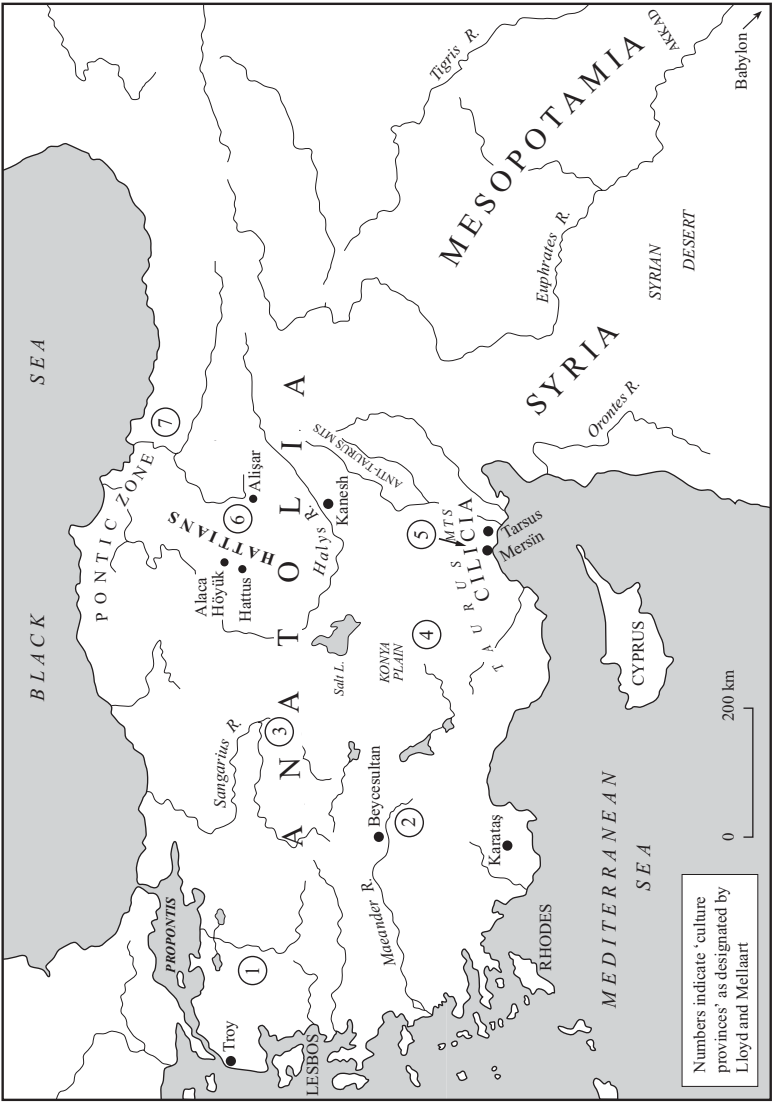 BLACK
SEA
PONTIC ZONE
7
PROPONTIS
Sangarius R.
Alaca
Höyük
Hattus
HATTIANS
6
Alişar
Troy
1
3
ANATOLIA
Halys R.
Kanesh
Salt L.
LESBOS
KONYA
PLAIN
ANTI-TAURUS MTS
Tigris R.
MESOPOTAMIA
AKKAD
Babylon
Beycesultan
2
Maeander R.
4
5
TAURUS MTS
CILICIA
Tarsus
Mersïn
Euphrates R.
SYRIA
SYRIAN
DESERT
Orontes R.
Karataş
RHODES
CYPRUS
MEDITERRANEAN
SEA
0
200 km
Numbers indicate ‘culture
provinces’ as designated by
Lloyd and Mellaart